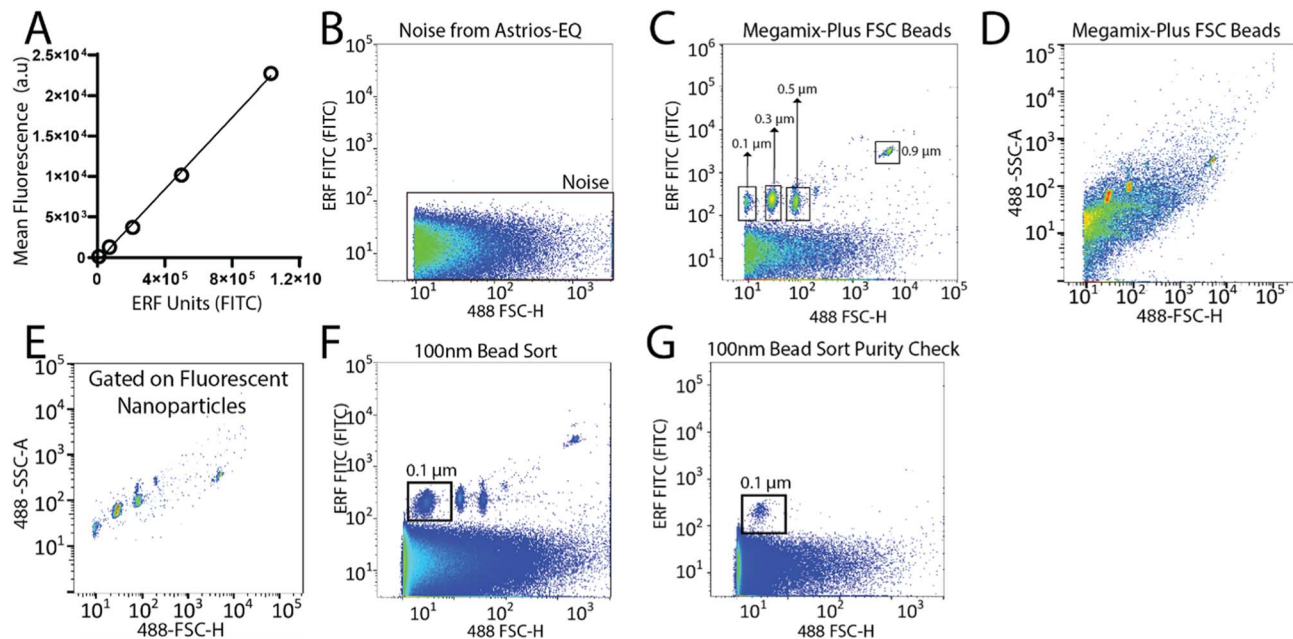 A
2.5×10⁴
2×10⁴
1.5×10⁴
1×10⁴
5×10³
0
Mean Fluorescence (a.u)
0 4×10⁵ 8×10⁵ 1.2×10
ERF Units (FITC)
B
Noise from Astrios-EQ
10⁵
10⁴
10³
10²
10¹
ERF FITC (FITC)
Noise
10¹ 10² 10³
488 FSC-H
C
Megamix-Plus FSC Beads
10⁶
10⁵
10⁴
10³
10²
10¹
ERF FITC (FITC)
0.1 µm
0.3 µm
0.5 µm
0.9 µm
10¹ 10² 10³ 10⁴ 10⁵
488 FSC-H
D
Megamix-Plus FSC Beads
10⁵
10⁴
10³
10²
10¹
488 -SSC-A
10¹ 10² 10³ 10⁴ 10⁵
488-FSC-H
E
Gated on Fluorescent
Nanoparticles
10⁵
10⁴
10³
10²
10¹
488 -SSC-A
10¹ 10² 10³ 10⁴ 10⁵
488-FSC-H
F
100nm Bead Sort
10⁵
10⁴
10³
10²
10¹
ERF FITC (FITC)
0.1 µm
10¹ 10² 10³
488 FSC-H
G
100nm Bead Sort Purity Check
10⁵
10⁴
10³
10²
10¹
ERF FITC (FITC)
0.1 µm
10¹ 10² 10³
488 FSC-H